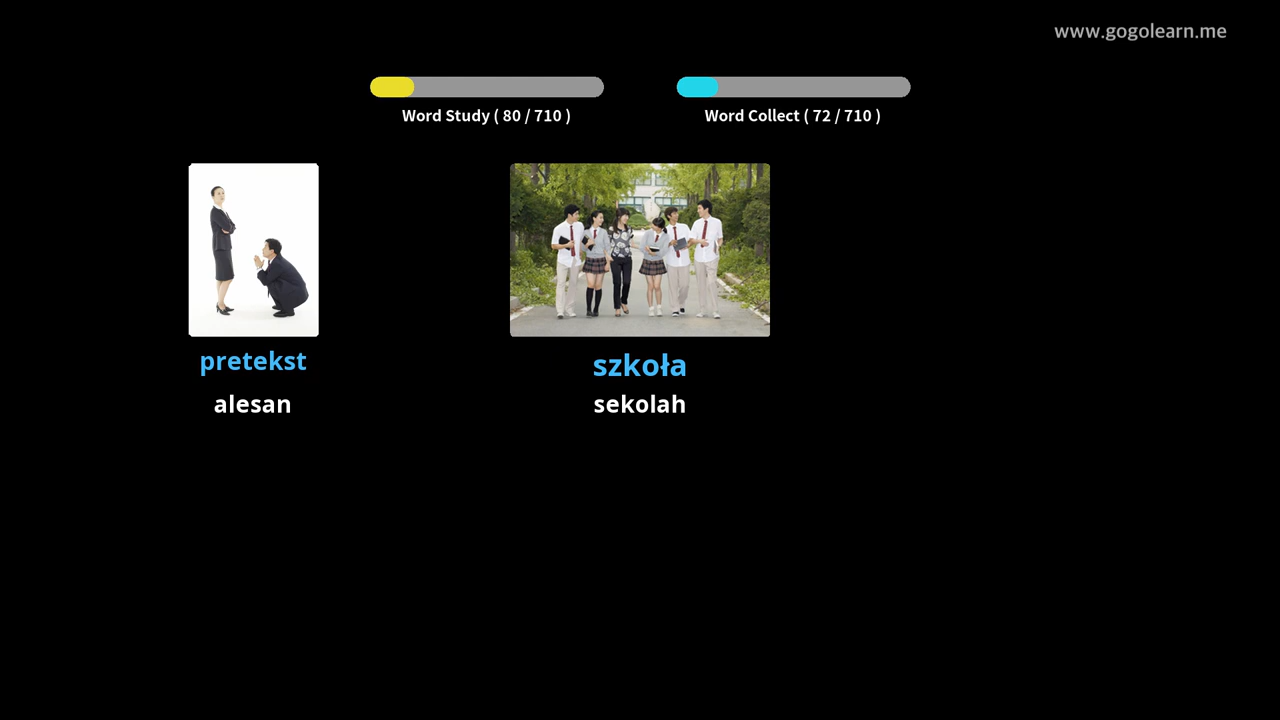 www.gogolearn.me
Word Study ( 80 / 710 )
Word Collect ( 72 / 710 )
pretekst
alesan
szkoła
sekolah